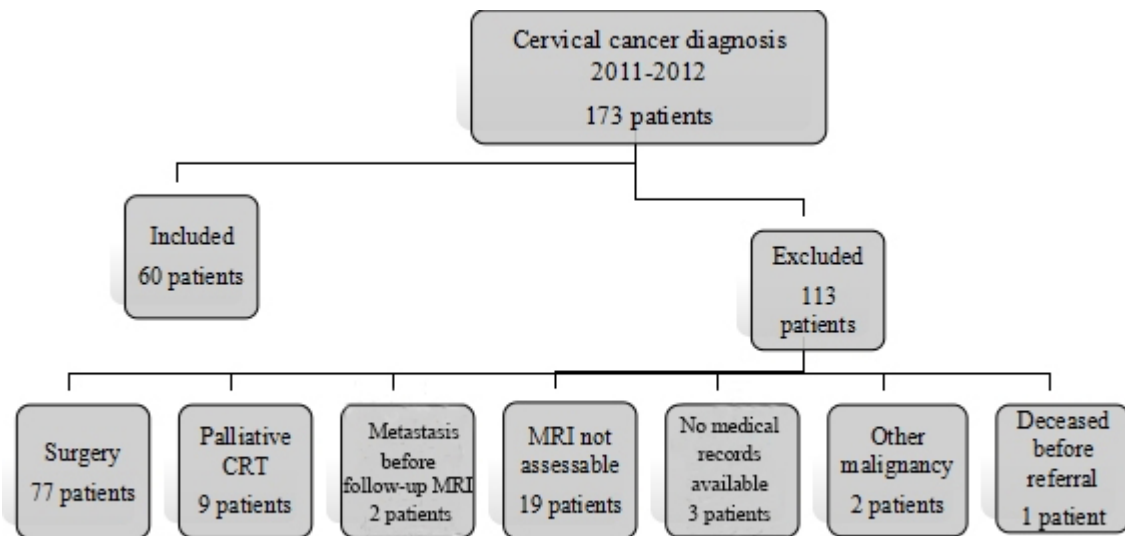 Cervical cancer diagnosis
2011-2012
173 patients
Included
60 patients
Excluded
113
patients
Surgery
77 patients
Palliative
CRT
9 patients
Metastasis
before
follow-up MRI
2 patients
MRI not
assessable
19 patients
No medical
records
available
3 patients
Other
malignancy
2 patients
Deceased
before
referral
1 patient